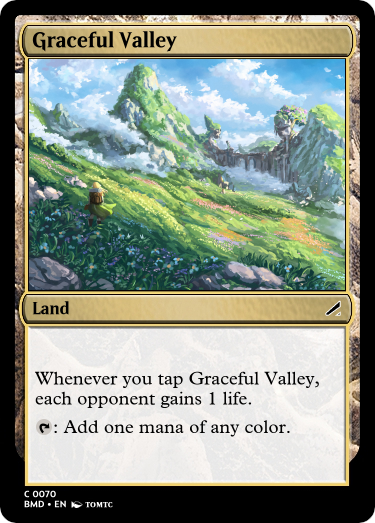 Graceful Valley
Land
Whenever you tap Graceful Valley,
each opponent gains 1 life.
: Add one mana of any color.
C 0070
BMD • EN TOMTC